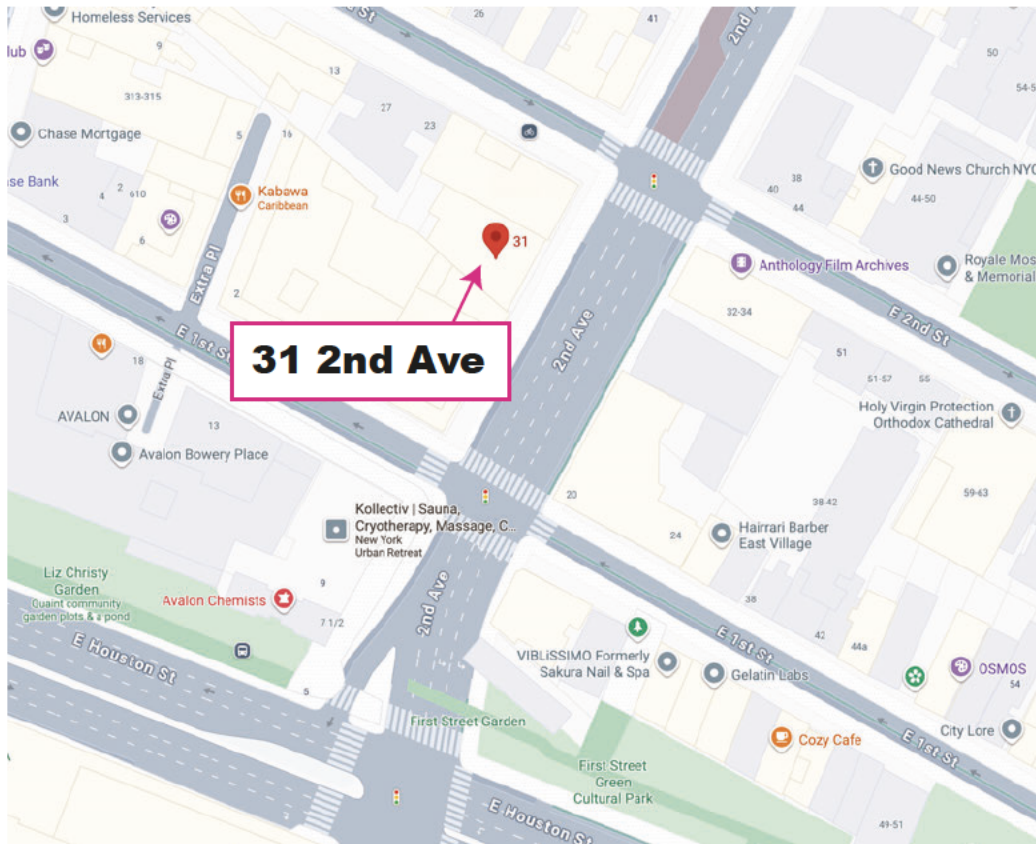 Homeless Services
E 1st St
26
41
2nd Ave
50
54-5
lub
9
13
313-315
27
23
5
16
Chase Mortgage
Good News Church NYC
38
40
44
44-50
se Bank
2
610
4
3
6
Kabawa
Caribbean
31
Anthology Film Archives
Royale Mos
& Memorial
Extra Pl
2
32-34
E 2nd St
2nd Ave
E 1st St
31 2nd Ave
51
51-57
55
18
Extra Pl
AVALON
13
Holy Virgin Protection
Orthodox Cathedral
Avalon Bowery Place
20
59-63
38-42
Kollectiv | Sauna,
Cryotherapy, Massage, C...
New York
Urban Retreat
24
Hairrari Barber
East Village
Liz Christy
Garden
Quaint community
garden plots & a pond
9
Avalon Chemists
7 1/2
2nd Ave
38
42
44a
E 1st St
E Houston St
VIBLiSSIMO Formerly
Sakura Nail & Spa
Gelatin Labs
OSMOS
54
5
First Street Garden
City Lore
Cozy Cafe
E 1st St
First Street
Green
Cultural Park
E Houston St
49-51